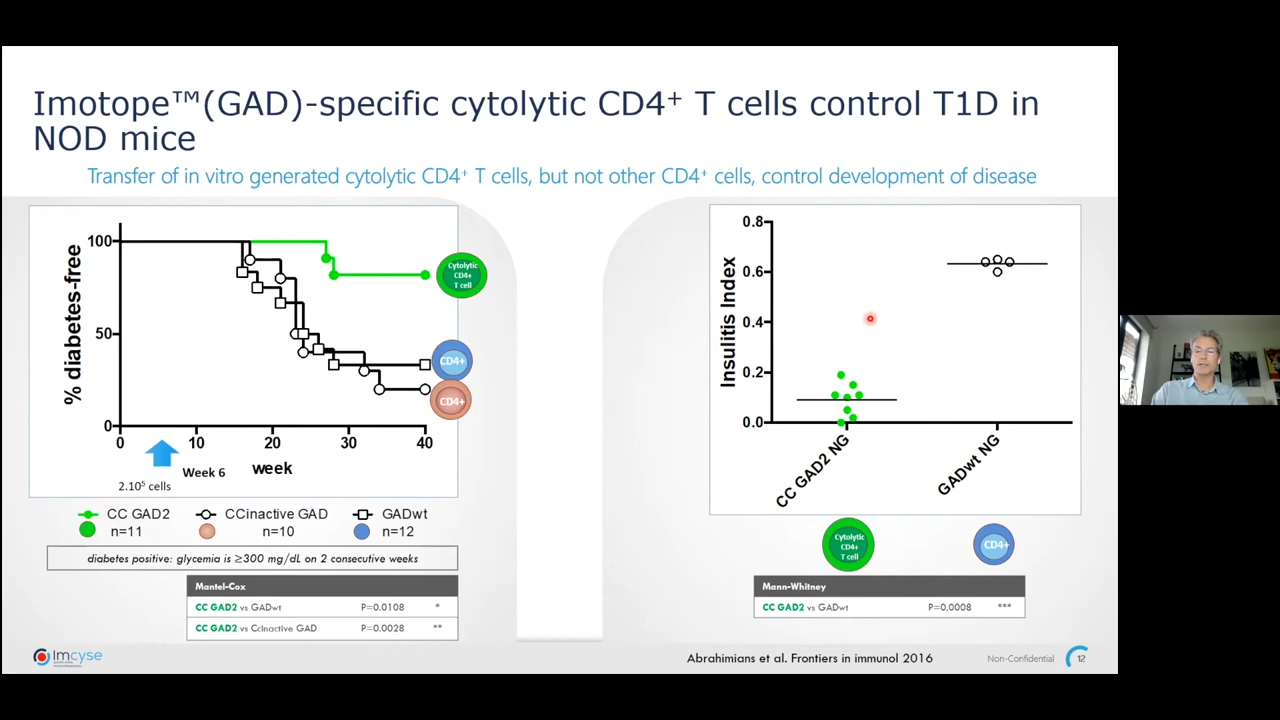 Imotope™(GAD)-specific cytolytic CD4⁺ T cells control T1D in
NOD mice
Transfer of in vitro generated cytolytic CD4⁺ T cells, but not other CD4⁺ cells, control development of disease
% diabetes-free
100
50
0
0 10 20 30 40
week
Week 6
2.10⁵ cells
Cytolytic
CD4+
T cell
CD4+
CD4+
CC GAD2 CCinactive GAD GADwt
n=11 n=10 n=12
diabetes positive: glycemia is ≥300 mg/dL on 2 consecutive weeks
Mantel-Cox
CC GAD2 vs GADwt P=0.0108 *
CC GAD2 vs CcInactive GAD P=0.0028 **
Insulitis Index
0.8
0.6
0.4
0.2
0.0
CC GAD2 NG
GADwt NG
Cytolytic
CD4+
T cell
CD4+
Mann-Whitney
CC GAD2 vs GADwt P=0.0008 ***
Imcyse
Abrahimians et al. Frontiers in immunol 2016
Non-Confidential
12